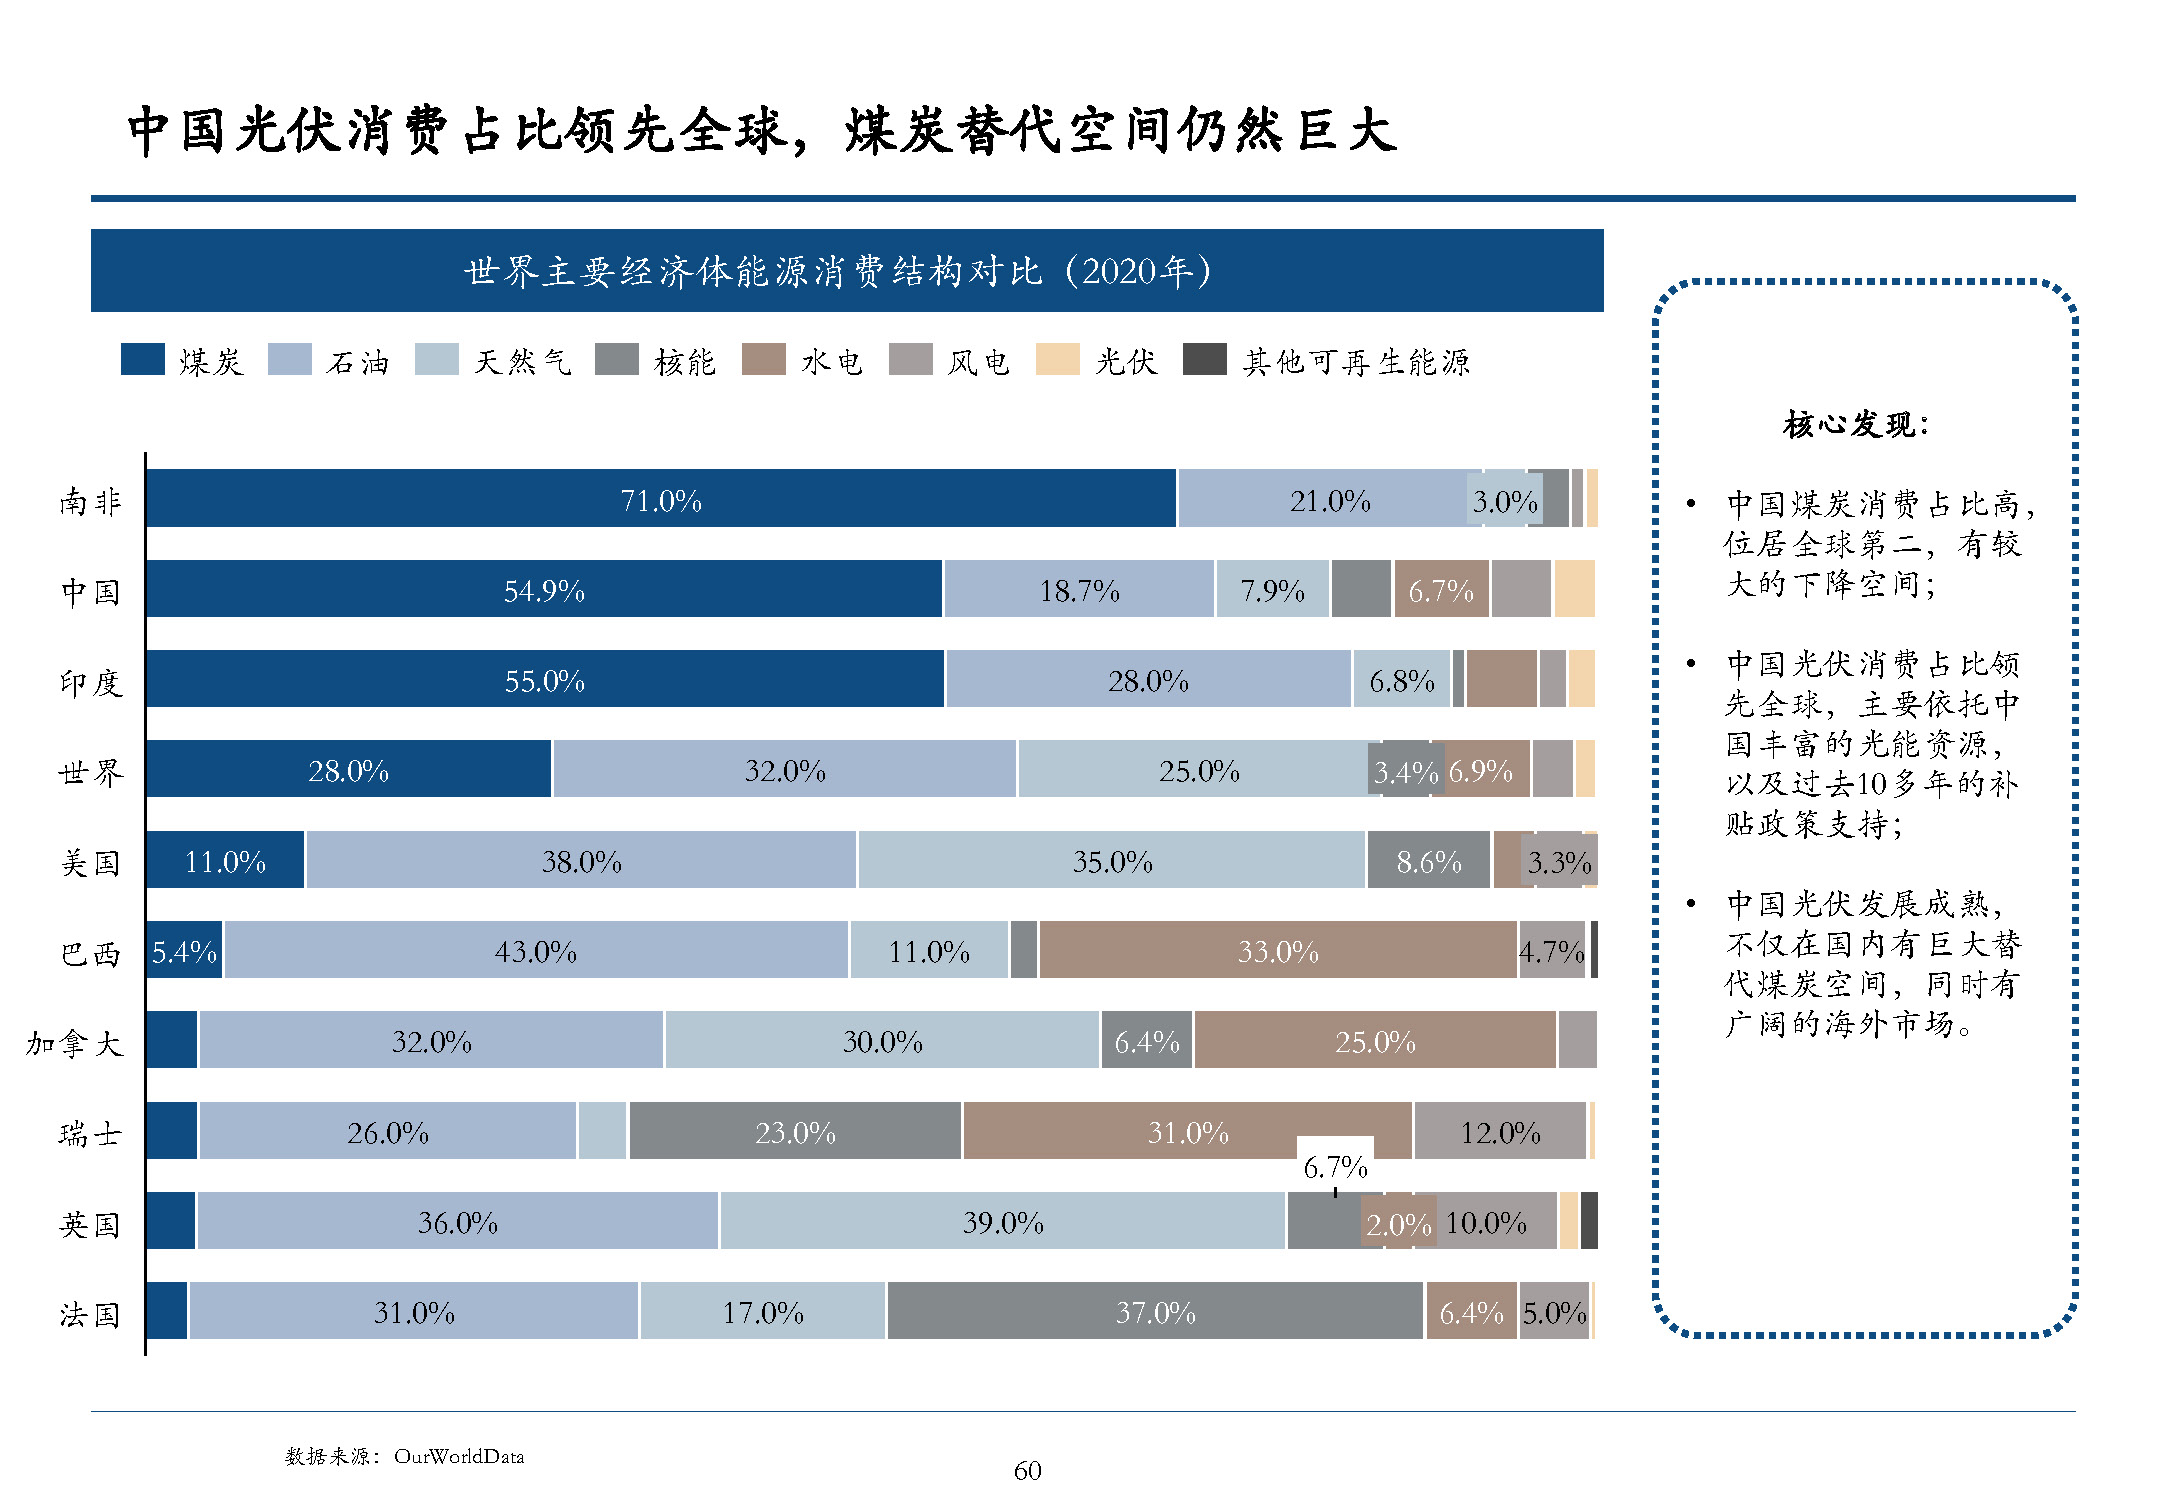 中国光伏消费占比领先全球，煤炭替代空间仍然巨大
世界主要经济体能源消费结构对比（2020年）
煤炭 石油 天然气 核能 水电 风电 光伏 其他可再生能源
南非 71.0% 21.0% 3.0%
中国 54.9% 18.7% 7.9% 6.7%
印度 55.0% 28.0% 6.8%
世界 28.0% 32.0% 25.0% 3.4% 6.9%
美国 11.0% 38.0% 35.0% 8.6% 3.3%
巴西 5.4% 43.0% 11.0% 33.0% 4.7%
加拿大 32.0% 30.0% 6.4% 25.0%
瑞士 26.0% 23.0% 31.0% 12.0%
6.7%
英国 36.0% 39.0% 2.0% 10.0%
法国 31.0% 17.0% 37.0% 6.4% 5.0%
核心发现：
• 中国煤炭消费占比高，
位居全球第二，有较
大的下降空间；
• 中国光伏消费占比领
先全球，主要依托中
国丰富的光能资源，
以及过去10多年的补
贴政策支持；
• 中国光伏发展成熟，
不仅在国内有巨大替
代煤炭空间，同时有
广阔的海外市场。
数据来源：OurWorldData
60